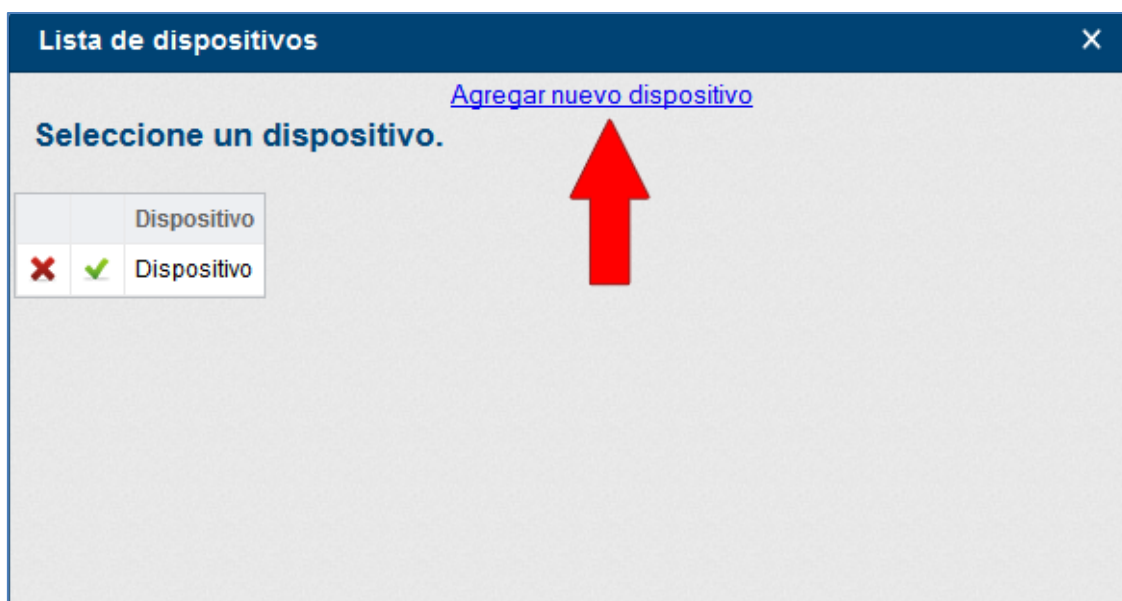 Lista de dispositivos
Agregar nuevo dispositivo
Seleccione un dispositivo.
Dispositivo
Dispositivo